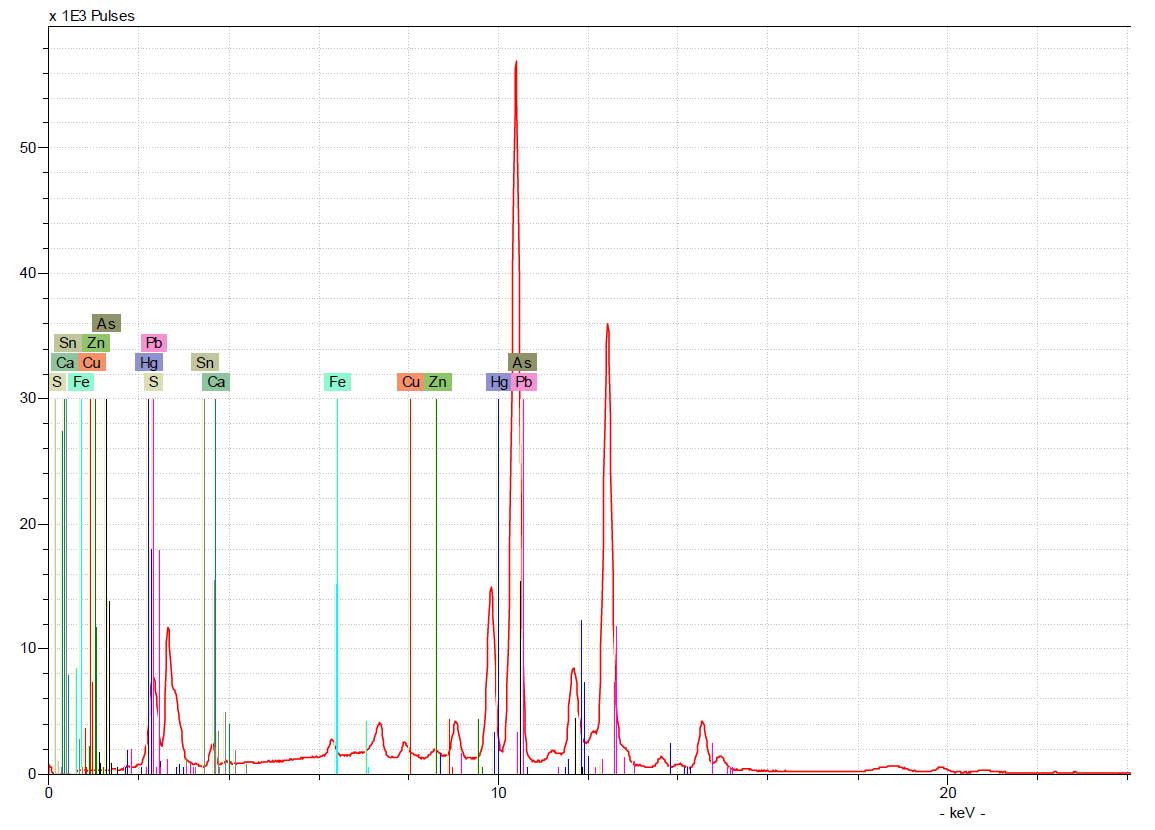 x 1E3 Pulses
50
40
As
Sn Zn Pb
Ca Cu Hg Sn As
S Fe S Ca Fe Cu Zn Hg Pb
30
20
10
0
0 10 20
- keV -